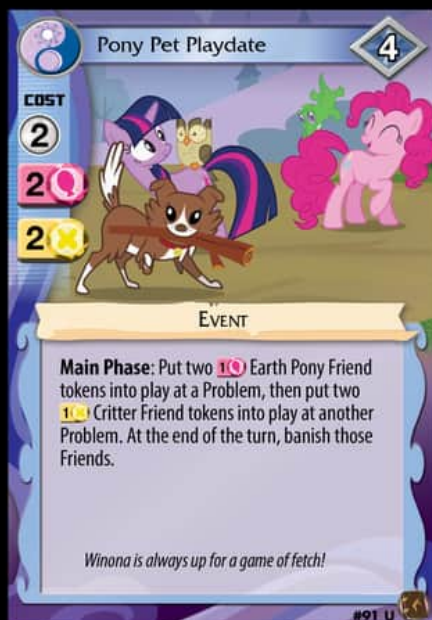 Pony Pet Playdate
4
COST
2
2
2
EVENT
Main Phase: Put two 1 Earth Pony Friend
tokens into play at a Problem, then put two
1 Critter Friend tokens into play at another
Problem. At the end of the turn, banish those
Friends.
Winona is always up for a game of fetch!
#91 U